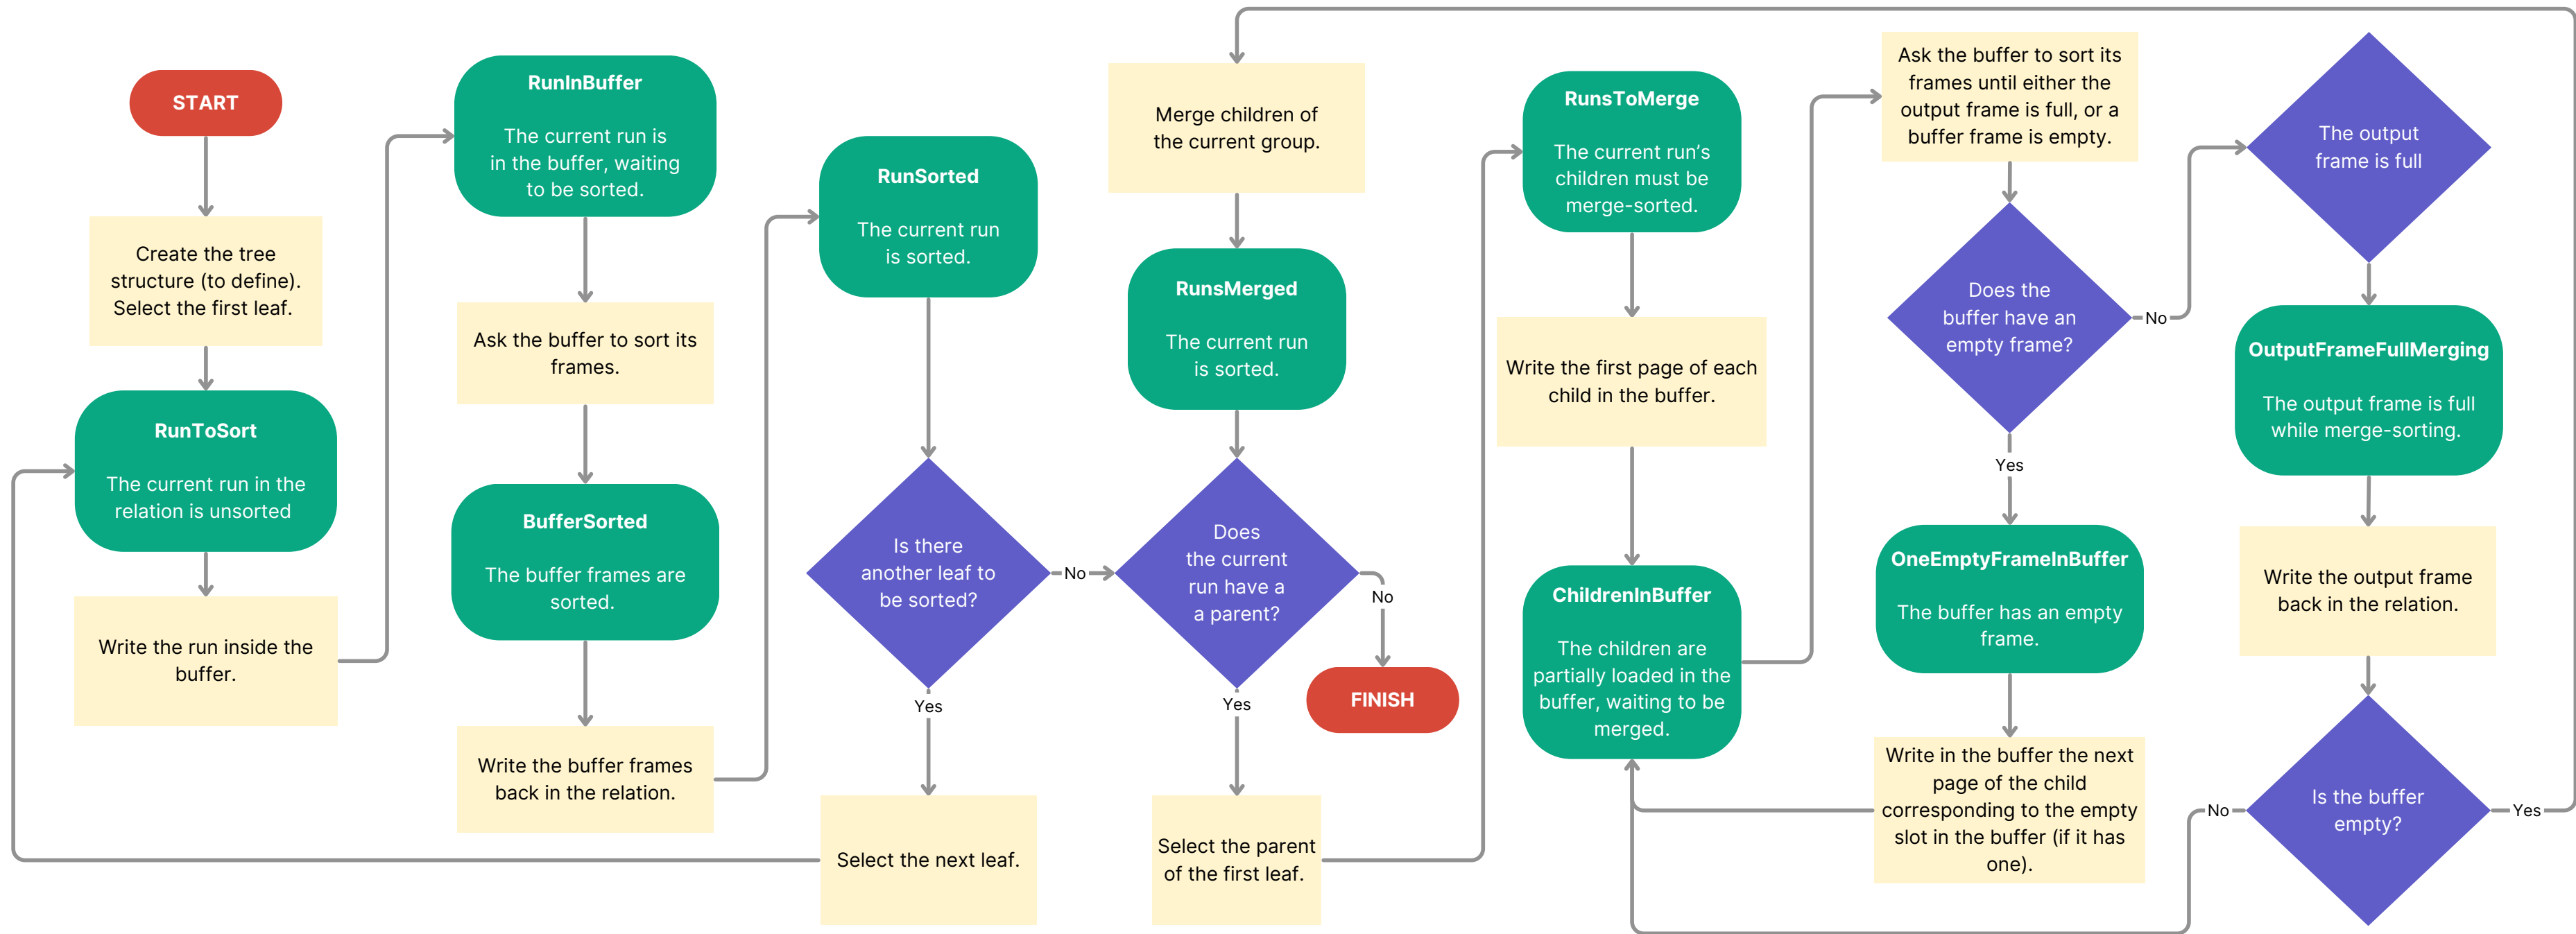 START
Create the tree
structure (to define).
Select the first leaf.
RunToSort
The current run in the
relation is unsorted
Write the run inside the
buffer.
RunInBuffer
The current run is
in the buffer, waiting
to be sorted.
Ask the buffer to sort its
frames.
BufferSorted
The buffer frames are
sorted.
Write the buffer frames
back in the relation.
RunSorted
The current run
is sorted.
Is there
another leaf to
be sorted?
No
Yes
Select the next leaf.
Merge children of
the current group.
RunsMerged
The current run
is sorted.
Does
the current
run have a
a parent?
No
FINISH
Yes
Select the parent
of the first leaf.
RunsToMerge
The current run’s
children must be
merge-sorted.
Write the first page of each
child in the buffer.
ChildrenInBuffer
The children are
partially loaded in the
buffer, waiting to be
merged.
Ask the buffer to sort its
frames until either the
output frame is full, or a
buffer frame is empty.
Does the
buffer have an
empty frame?
No
Yes
OneEmptyFrameInBuffer
The buffer has an empty
frame.
Write in the buffer the next
page of the child
corresponding to the empty
slot in the buffer (if it has
one).
The output
frame is full
OutputFrameFullMerging
The output frame is full
while merge-sorting.
Write the output frame
back in the relation.
Is the buffer
empty?
No
Yes